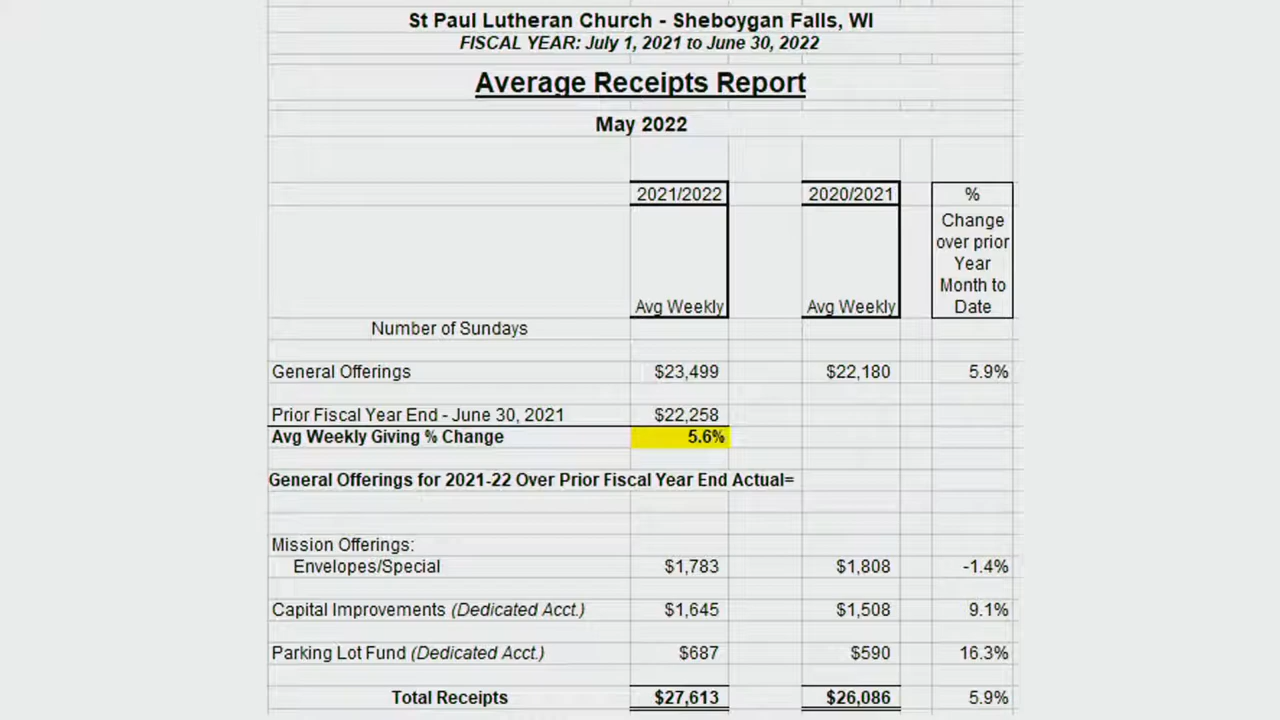 St Paul Lutheran Church - Sheboygan Falls, WI
FISCAL YEAR: July 1, 2021 to June 30, 2022
Average Receipts Report
May 2022
2021/2022 2020/2021 %
Change
over prior
Year
Month to
Avg Weekly Avg Weekly Date
Number of Sundays
General Offerings $23,499 $22,180 5.9%
Prior Fiscal Year End - June 30, 2021 $22,258
Avg Weekly Giving % Change 5.6%
General Offerings for 2021-22 Over Prior Fiscal Year End Actual=
Mission Offerings:
Envelopes/Special $1,783 $1,808 -1.4%
Capital Improvements (Dedicated Acct.) $1,645 $1,508 9.1%
Parking Lot Fund (Dedicated Acct.) $687 $590 16.3%
Total Receipts $27,613 $26,086 5.9%